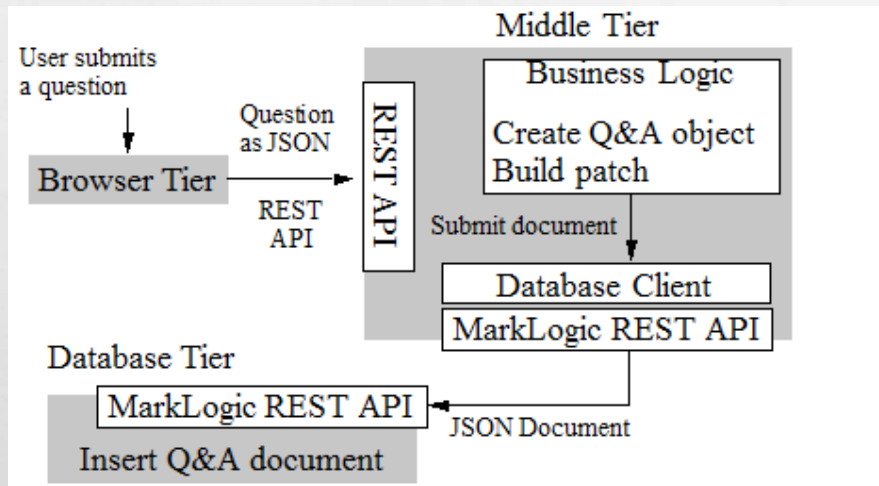 Middle Tier
User submits
a question
Business Logic
Question
as JSON
REST API
Create Q&A object
Build patch
Browser Tier
REST
API
Submit document
Database Client
MarkLogic REST API
Database Tier
MarkLogic REST API
JSON Document
Insert Q&A document